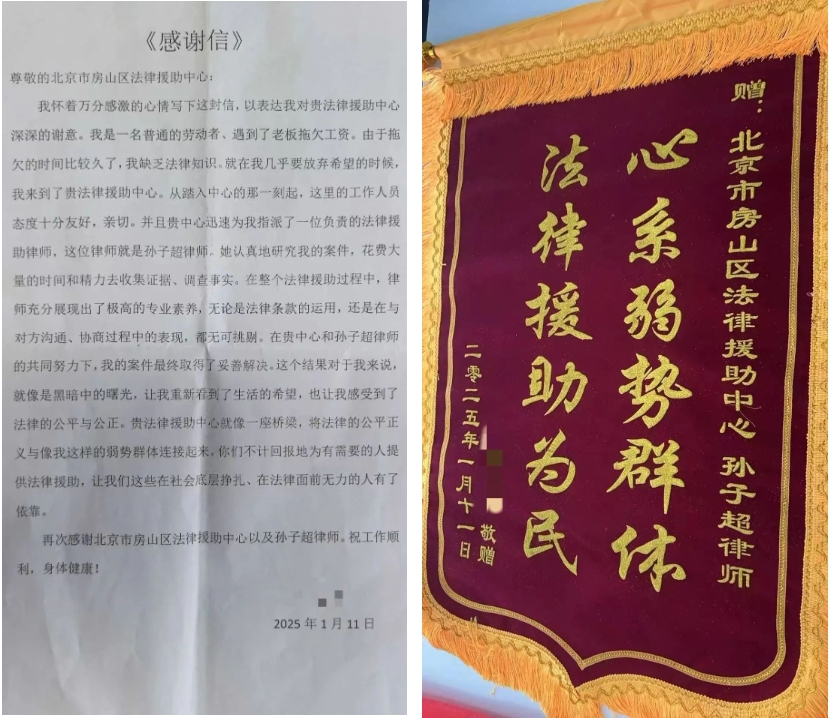 《感谢信》
尊敬的北京市房山区法律援助中心：
我怀着万分感激的心情写下这封信，以表达我对贵法律援助中心
深深的谢意。我是一名普通的劳动者、遇到了老板拖欠工资。由于拖
欠的时间比较久了，我缺乏法律知识。就在我几乎要放弃希望的时候，
我来到了贵法律援助中心。从踏入中心的那一刻起，这里的工作人员
态度十分友好，亲切。并且贵中心迅速为我指派了一位负责的法律援
助律师，这位律师就是孙子超律师。她认真地研究我的案件，花费大
量的时间和精力去收集证据、调查事实。在整个法律援助过程中，律
师充分展现出了极高的专业素养，无论是法律条款的运用，还是在与
对方沟通、协商过程中的表现，都无可挑剔。在贵中心和孙子超律师
的共同努力下，我的案件最终取得了妥善解决。这个结果对于我来说，
就像是黑暗中的曙光，让我重新看到了生活的希望，也让我感受到了
法律的公平与公正。贵法律援助中心就像一座桥梁，将法律的公平正
义与像我这样的弱势群体连接起来，你们不计回报地为有需要的人提
供法律援助，让我们这些在社会底层挣扎、在法律面前无力的人有了
依靠。
再次感谢北京市房山区法律援助中心以及孙子超律师。祝工作顺
利，身体健康！
2025年1月11日
赠：北京市房山区法律援助中心 孙子超律师
心系弱势群体
法律援助为民
敬赠
二零二五年一月十一日